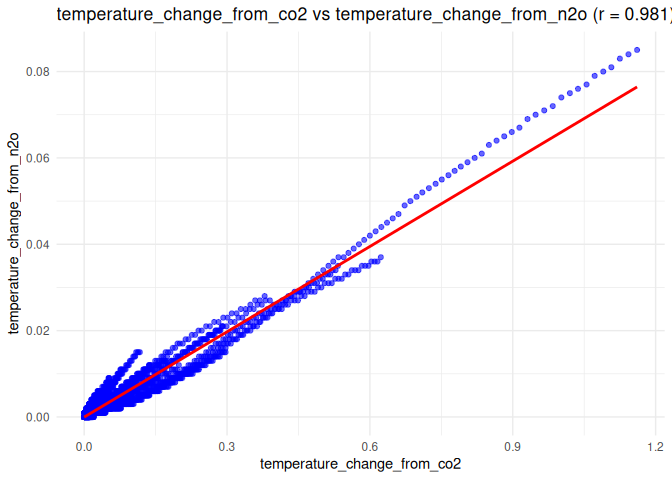 temperature_change_from_co2 vs temperature_change_from_n2o (r = 0.981)
0.08
0.06
0.04
0.02
0.00
temperature_change_from_n2o
0.0 0.3 0.6 0.9 1.2
temperature_change_from_co2